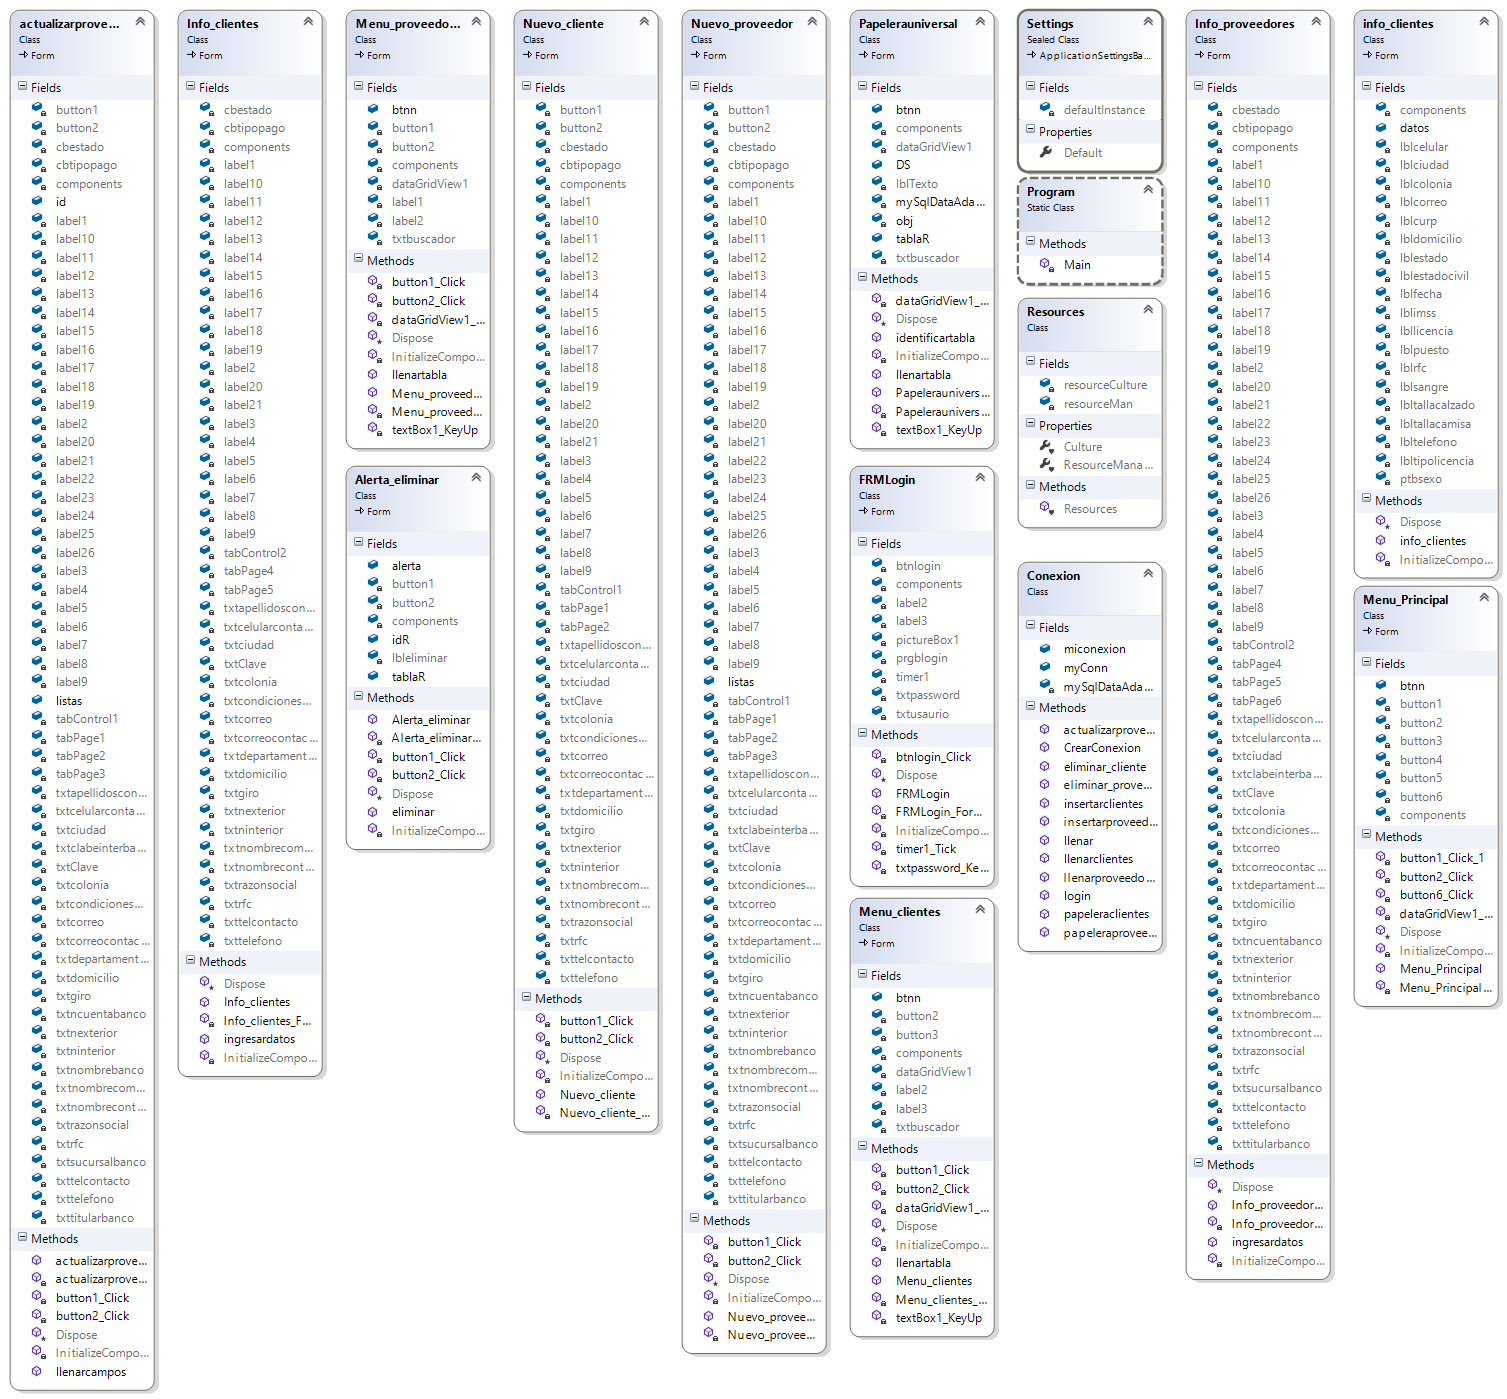 actualizarprove...
Class
Form
Fields
button1
button2
cbestado
cbtipopago
components
id
label1
label10
label11
label12
label13
label14
label15
label16
label17
label18
label19
label2
label20
label21
label22
label23
label24
label25
label26
label3
label4
label5
label6
label7
label8
label9
listas
tabControl1
tabPage1
tabPage2
tabPage3
txtapellidoscon...
txtcelularconta...
txtciudad
txtclabeinterba...
txtClave
txtcolonia
txtcondiciones...
txtcorreo
txtcorreocontac...
txtdepartament...
txtdomicilio
txtgiro
txtncuentabanco
txtnexterior
txtninterior
txtnombrebanco
txtnombrecom...
txtnombrecont...
txtrazonsocial
txtrfc
txtsucursalbanco
txttelcontacto
txttelefono
txttitularbanco
Methods
actualizarprove...
actualizarprove...
button1_Click
button2_Click
Dispose
InitializeCompo...
llenarcampos
Info_clientes
Class
Form
Fields
cbestado
cbtipopago
components
label1
label10
label11
label12
label13
label14
label15
label16
label17
label18
label19
label2
label20
label21
label3
label4
label5
label6
label7
label8
label9
tabControl2
tabPage4
tabPage5
txtapellidoscon...
txtcelularconta...
txtciudad
txtClave
txtcolonia
txtcondiciones...
txtcorreo
txtcorreocontac...
txtdepartament...
txtdomicilio
txtgiro
txtnexterior
txtninterior
txtnombrecom...
txtnombrecont...
txtrazonsocial
txtrfc
txttelcontacto
txttelefono
Methods
Dispose
Info_clientes
Info_clientes_F...
ingresardatos
InitializeCompo...
Menu_proveedo...
Class
Form
Fields
btnn
button1
button2
components
dataGridView1
label1
label2
txtbuscador
Methods
button1_Click
button2_Click
dataGridView1_...
Dispose
InitializeCompo...
llenartabla
Menu_proveed...
Menu_proveed...
textBox1_KeyUp
Alerta_eliminar
Class
Form
Fields
alerta
button1
button2
components
idR
lbleliminar
tablaR
Methods
Alerta_eliminar
Alerta_eliminar...
button1_Click
button2_Click
Dispose
eliminar
InitializeCompo...
Nuevo_cliente
Class
Form
Fields
button1
button2
cbestado
cbtipopago
components
label1
label10
label11
label12
label13
label14
label15
label16
label17
label18
label19
label2
label20
label21
label3
label4
label5
label6
label7
label8
label9
tabControl1
tabPage1
tabPage2
txtapellidoscon...
txtcelularconta...
txtciudad
txtClave
txtcolonia
txtcondiciones...
txtcorreo
txtcorreocontac...
txtdepartament...
txtdomicilio
txtgiro
txtnexterior
txtninterior
txtnombrecom...
txtnombrecont...
txtrazonsocial
txtrfc
txttelcontacto
txttelefono
Methods
button1_Click
button2_Click
Dispose
InitializeCompo...
Nuevo_cliente
Nuevo_cliente_...
Nuevo_proveedor
Class
Form
Fields
button1
button2
cbestado
cbtipopago
components
label1
label10
label11
label12
label13
label14
label15
label16
label17
label18
label19
label2
label20
label21
label22
label23
label24
label25
label26
label3
label4
label5
label6
label7
label8
label9
listas
tabControl1
tabPage1
tabPage2
tabPage3
txtapellidoscon...
txtcelularconta...
txtciudad
txtclabeinterba...
txtClave
txtcolonia
txtcondiciones...
txtcorreo
txtcorreocontac...
txtdepartament...
txtdomicilio
txtgiro
txtncuentabanco
txtnexterior
txtninterior
txtnombrebanco
txtnombrecom...
txtnombrecont...
txtrazonsocial
txtrfc
txtsucursalbanco
txttelcontacto
txttelefono
txttitularbanco
Methods
button1_Click
button2_Click
Dispose
InitializeCompo...
Nuevo_provee...
Nuevo_provee...
Papelerauniversal
Class
Form
Fields
btnn
components
dataGridView1
DS
lblTexto
mySqlDataAda...
obj
tablaR
txtbuscador
Methods
dataGridView1_...
Dispose
identificartabla
InitializeCompo...
llenartabla
Papeleraunivers...
Papeleraunivers...
textBox1_KeyUp
FRMLogin
Class
Form
Fields
btnlogin
components
label2
label3
pictureBox1
prgblogin
timer1
txtpassword
txtusaurio
Methods
btnlogin_Click
Dispose
FRMLogin
FRMLogin_For...
InitializeCompo...
timer1_Tick
txtpassword_Ke...
Menu_clientes
Class
Form
Fields
btnn
button2
button3
components
dataGridView1
label2
label3
txtbuscador
Methods
button1_Click
button2_Click
dataGridView1_...
Dispose
InitializeCompo...
llenartabla
Menu_clientes
Menu_clientes_...
textBox1_KeyUp
Settings
Sealed Class
ApplicationSettingsBa...
Fields
defaultInstance
Properties
Default
Program
Static Class
Methods
Main
Resources
Class
Fields
resourceCulture
resourceMan
Properties
Culture
ResourceMana...
Methods
Resources
Conexion
Class
Fields
miconexion
myConn
mySqlDataAda...
Methods
actualizarprove...
CrearConexion
eliminar_cliente
eliminar_prove...
insertarclientes
insertarproveed...
llenar
llenarclientes
llenarproveedo...
login
papeleraclientes
papeleraprovee...
Info_proveedores
Class
Form
Fields
cbestado
cbtipopago
components
label1
label10
label11
label12
label13
label14
label15
label16
label17
label18
label19
label2
label20
label21
label22
label23
label24
label25
label26
label3
label4
label5
label6
label7
label8
label9
tabControl2
tabPage4
tabPage5
tabPage6
txtapellidoscon...
txtcelularconta...
txtciudad
txtclabeinterba...
txtClave
txtcolonia
txtcondiciones...
txtcorreo
txtcorreocontac...
txtdepartament...
txtdomicilio
txtgiro
txtncuentabanco
txtnexterior
txtninterior
txtnombrebanco
txtnombrecom...
txtnombrecont...
txtrazonsocial
txtrfc
txtsucursalbanco
txttelcontacto
txttelefono
txttitularbanco
Methods
Dispose
Info_proveedor...
Info_proveedor...
ingresardatos
InitializeCompo...
info_clientes
Class
Form
Fields
components
datos
lblcelular
lblciudad
lblcolonia
lblcorreo
lblcurp
lbldomicilio
lblestado
lblestadocivil
lblfecha
lblimss
lbllicencia
lblpuesto
lblrfc
lblsangre
lbltallacalzado
lbltallacamisa
lbltelefono
lbltipolicencia
ptbsexo
Methods
Dispose
info_clientes
InitializeCompo...
Menu_Principal
Class
Form
Fields
btnn
button1
button2
button3
button4
button5
button6
components
Methods
button1_Click_1
button2_Click
button6_Click
dataGridView1_...
Dispose
InitializeCompo...
Menu_Principal
Menu_Principal...